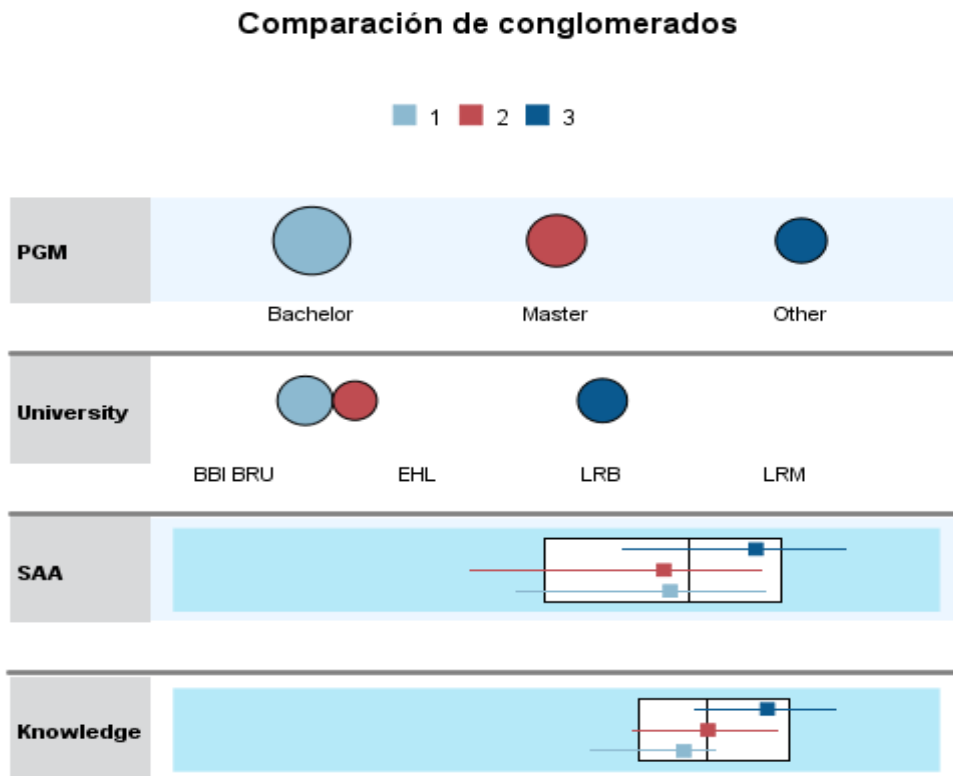 Comparación de conglomerados
1 2 3
PGM
Bachelor Master Other
University
BBI BRU EHL LRB LRM
SAA
Knowledge